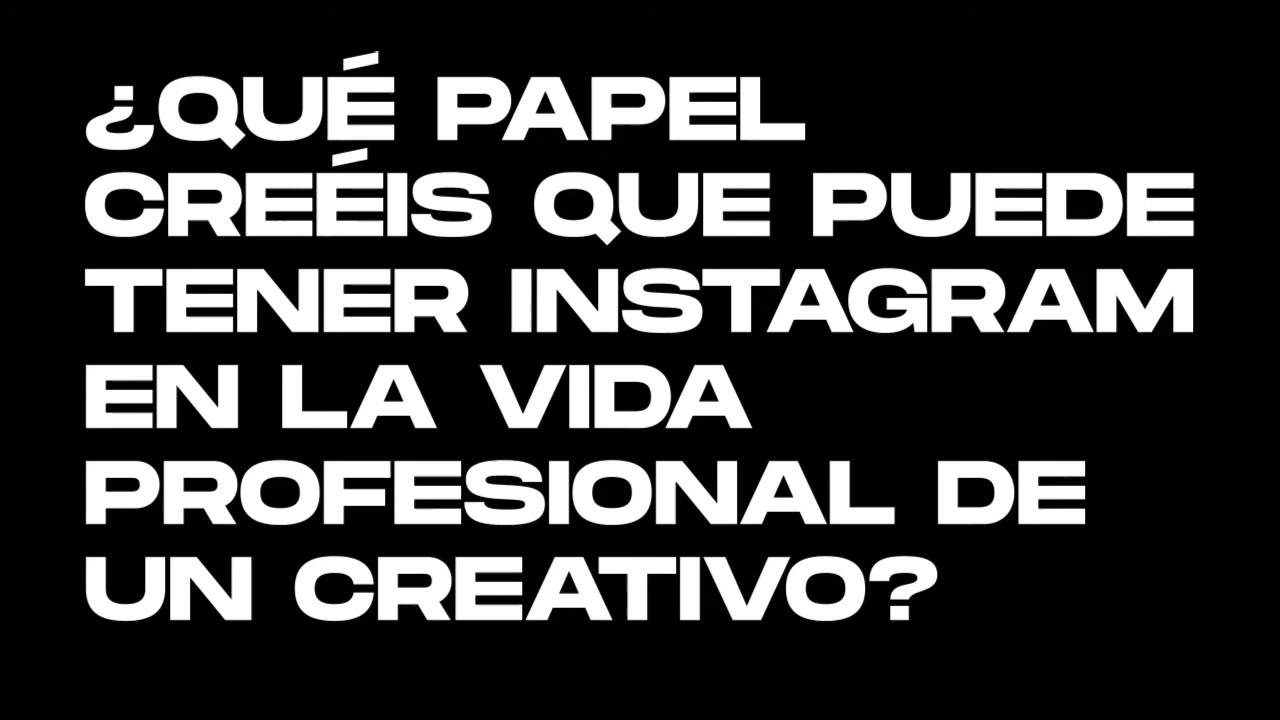 ¿QUÉ PAPEL
CREÉIS QUE PUEDE
TENER INSTAGRAM
EN LA VIDA
PROFESIONAL DE
UN CREATIVO?